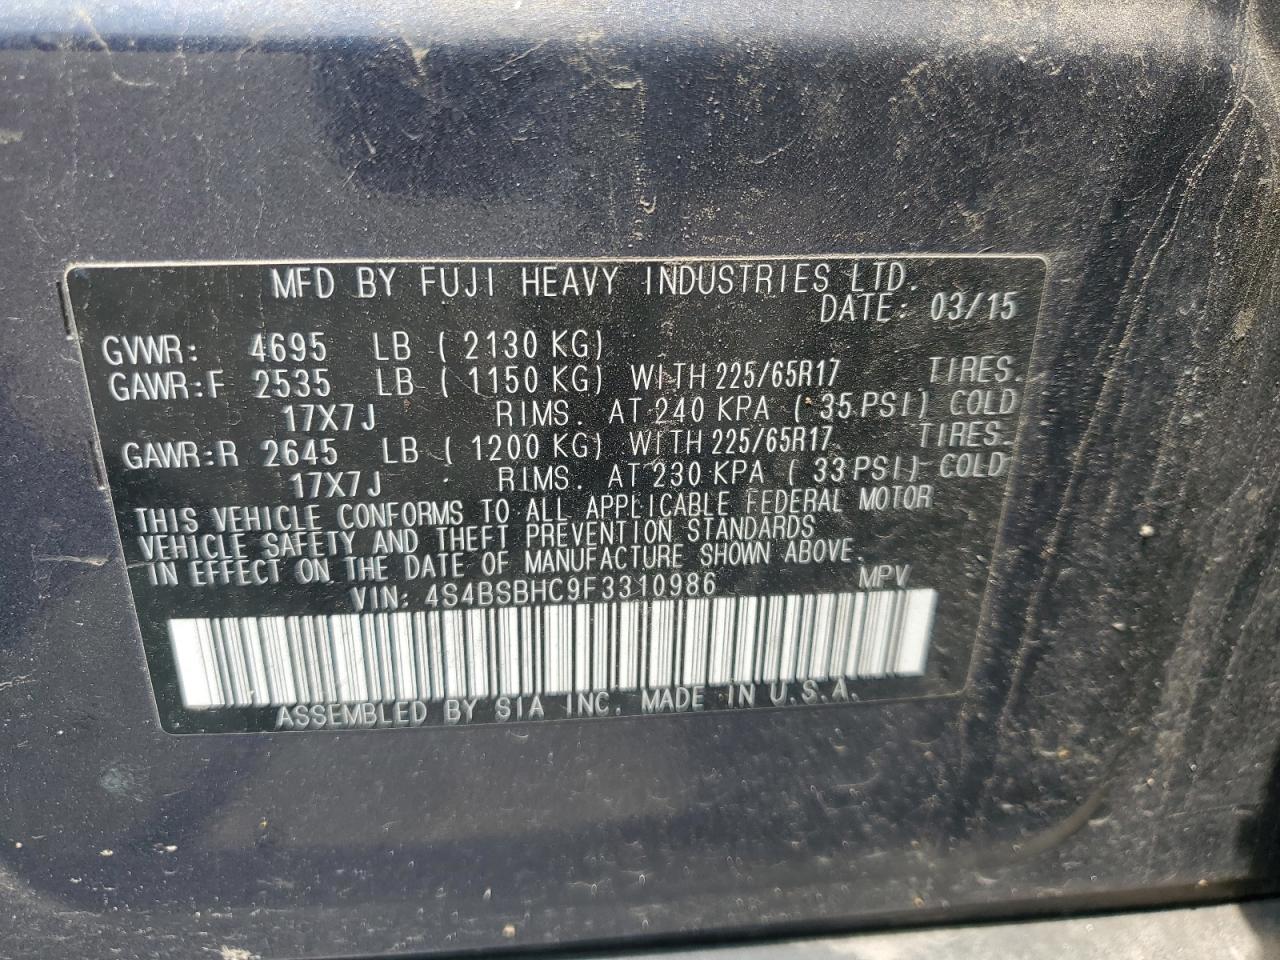 MFD BY FUJI HEAVY INDUSTRIES LTD.
DATE: 03/15
GVWR: 4695 LB ( 2130 KG)
GAWR:F 2535 LB ( 1150 KG) WITH 225/65R17 TIRES.
17X7J RIMS. AT 240 KPA ( 35 PSI) COLD
GAWR:R 2645 LB ( 1200 KG) WITH 225/65R17 TIRES.
17X7J RIMS. AT 230 KPA ( 33 PSI) COLD
THIS VEHICLE CONFORMS TO ALL APPLICABLE FEDERAL MOTOR
VEHICLE SAFETY AND THEFT PREVENTION STANDARDS
IN EFFECT ON THE DATE OF MANUFACTURE SHOWN ABOVE.
VIN: 4S4BSBHC9F3310986 MPV
ASSEMBLED BY SIA INC. MADE IN U.S.A.